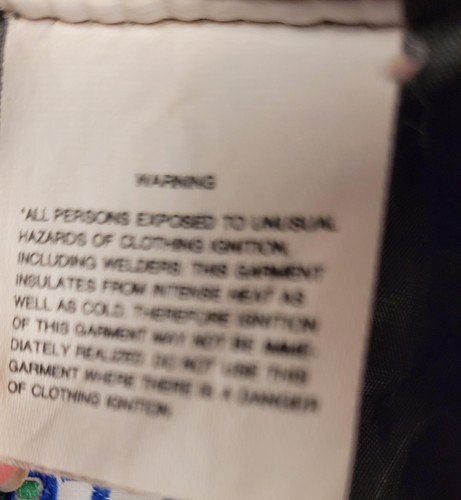 WARNING
"ALL PERSONS EXPOSED TO UNUSUAL
HAZARDS OF CLOTHING IGNITION,
INCLUDING WELDERS: THIS GARMENT
INSULATES FROM INTENSE HEAT AS
WELL AS COLD. THEREFORE IGNITION
OF THIS GARMENT MAY NOT BE IMME-
DIATELY REALIZED. DO NOT USE THIS
GARMENT WHERE THERE IS A DANGER
OF CLOTHING IGNITION.